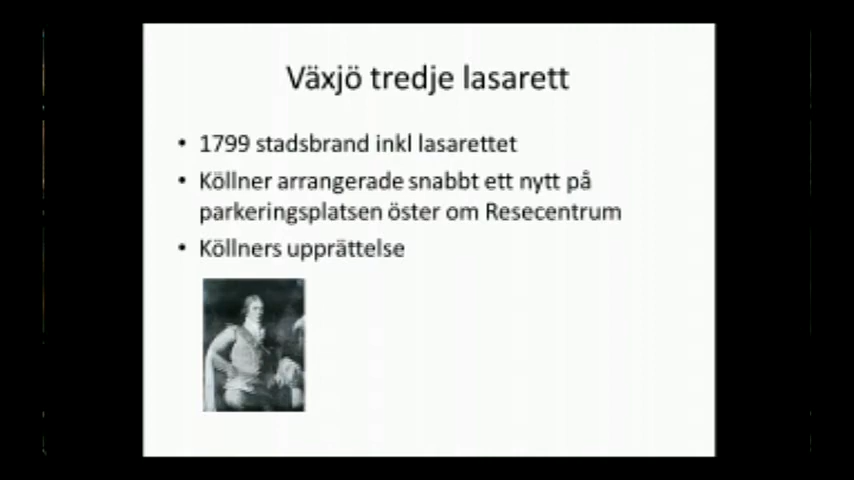 Växjö tredje lasarett
• 1799 stadsbrand inkl lasarettet
• Köllner arrangerade snabbt ett nytt på
parkeringsplatsen öster om Resecentrum
• Köllners upprättelse